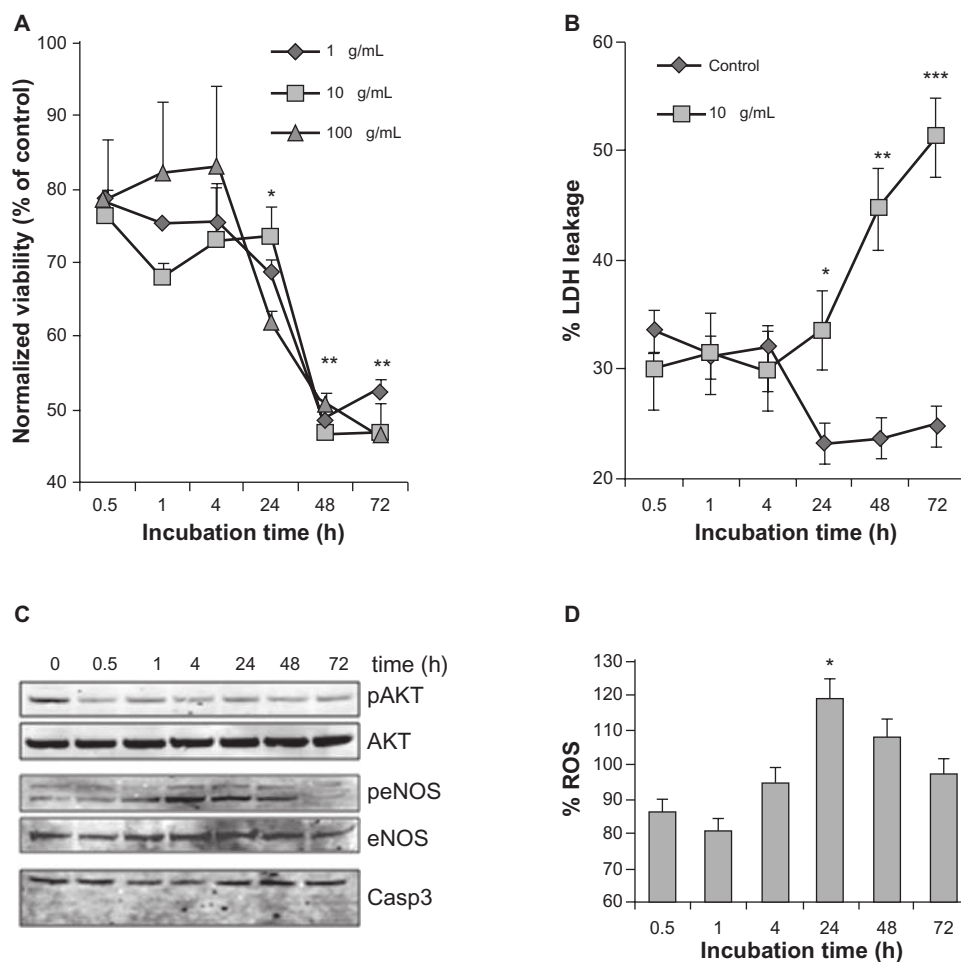 A
100
90
80
70
60
50
40
Normalized viability (% of control)
1 g/mL
10 g/mL
100 g/mL
*
**
**
0.5 1 4 24 48 72
Incubation time (h)
B
60
50
40
30
20
% LDH leakage
Control
10 g/mL
*
**
***
0.5 1 4 24 48 72
Incubation time (h)
C
0 0.5 1 4 24 48 72 time (h)
pAKT
AKT
peNOS
eNOS
Casp3
D
130
120
110
100
90
80
70
60
% ROS
*
0.5 1 4 24 48 72
Incubation time (h)